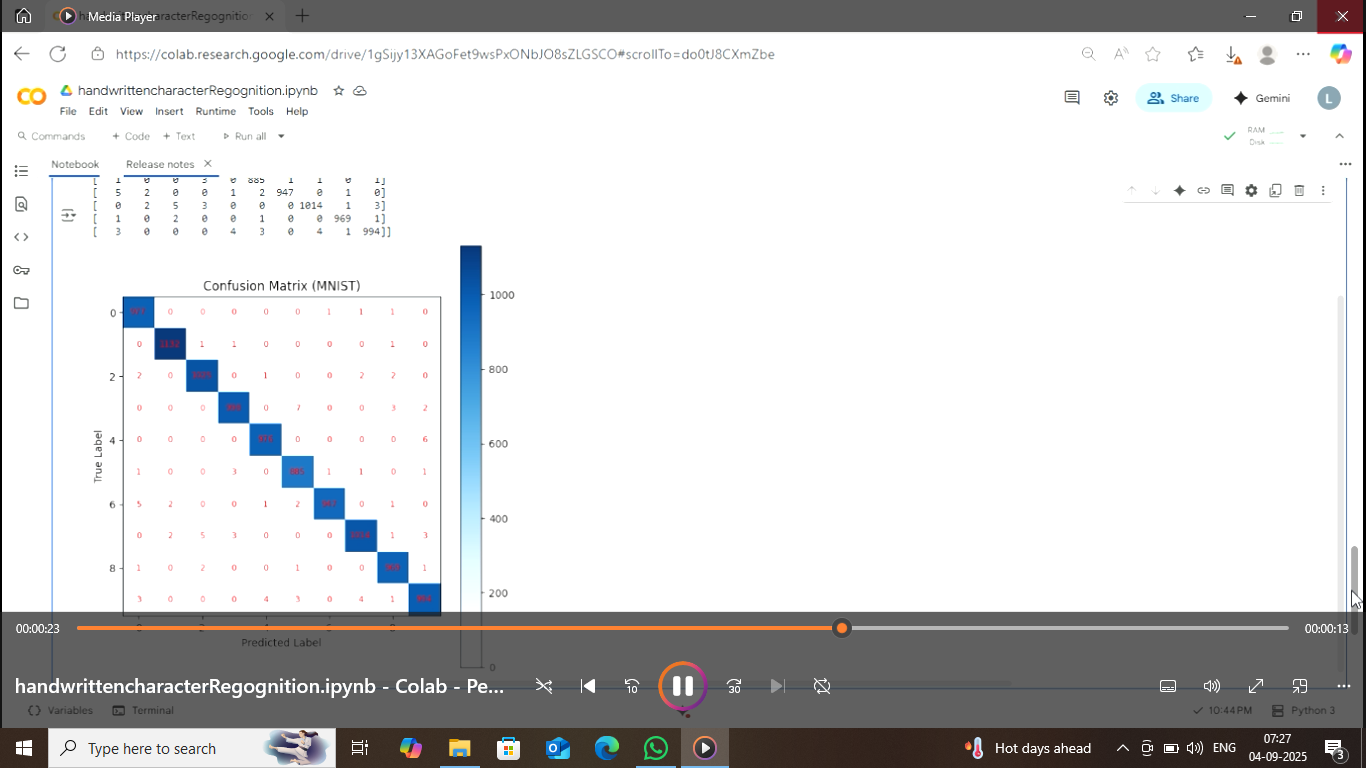 Media Player
https://colab.research.google.com/drive/1gSijy13XAGoFet9wsPxONbJO8sZLGSCO#scrollTo=do0tJ8CXmZbe
handwrittencharacterRegognition.ipynb
File Edit View Insert Runtime Tools Help
Share Gemini L
Commands + Code + Text Run all
RAM
Disk
Notebook Release notes
[ 1 0 0 3 0 885 1 1 0 1]
[ 5 2 0 0 1 2 947 0 1 0]
[ 0 2 5 3 0 0 0 1014 1 3]
[ 1 0 2 0 0 1 0 0 969 1]
[ 3 0 0 0 4 3 0 4 1 994]]
Confusion Matrix (MNIST)
0 0 0 0 0 0 1 1 1 0
0 1132 1 1 0 0 0 0 1 0
2 2 0 0 1 0 0 2 2 0
0 0 0 0 7 0 0 3 2
4 0 0 0 0 0 0 0 0 6
1 0 0 3 0 885 1 1 0 1
6 5 2 0 0 1 2 947 0 1 0
0 2 5 3 0 0 0 1014 1 3
8 1 0 2 0 0 1 0 0 969 1
3 0 0 0 4 3 0 4 1 994
True Label
Predicted Label
1000
800
600
400
200
0
00:00:23
00:00:13
handwrittencharacterRegognition.ipynb - Colab - Pe...
10
30
Variables Terminal
10:44 PM Python 3
Type here to search
Hot days ahead
ENG
07:27
04-09-2025
3